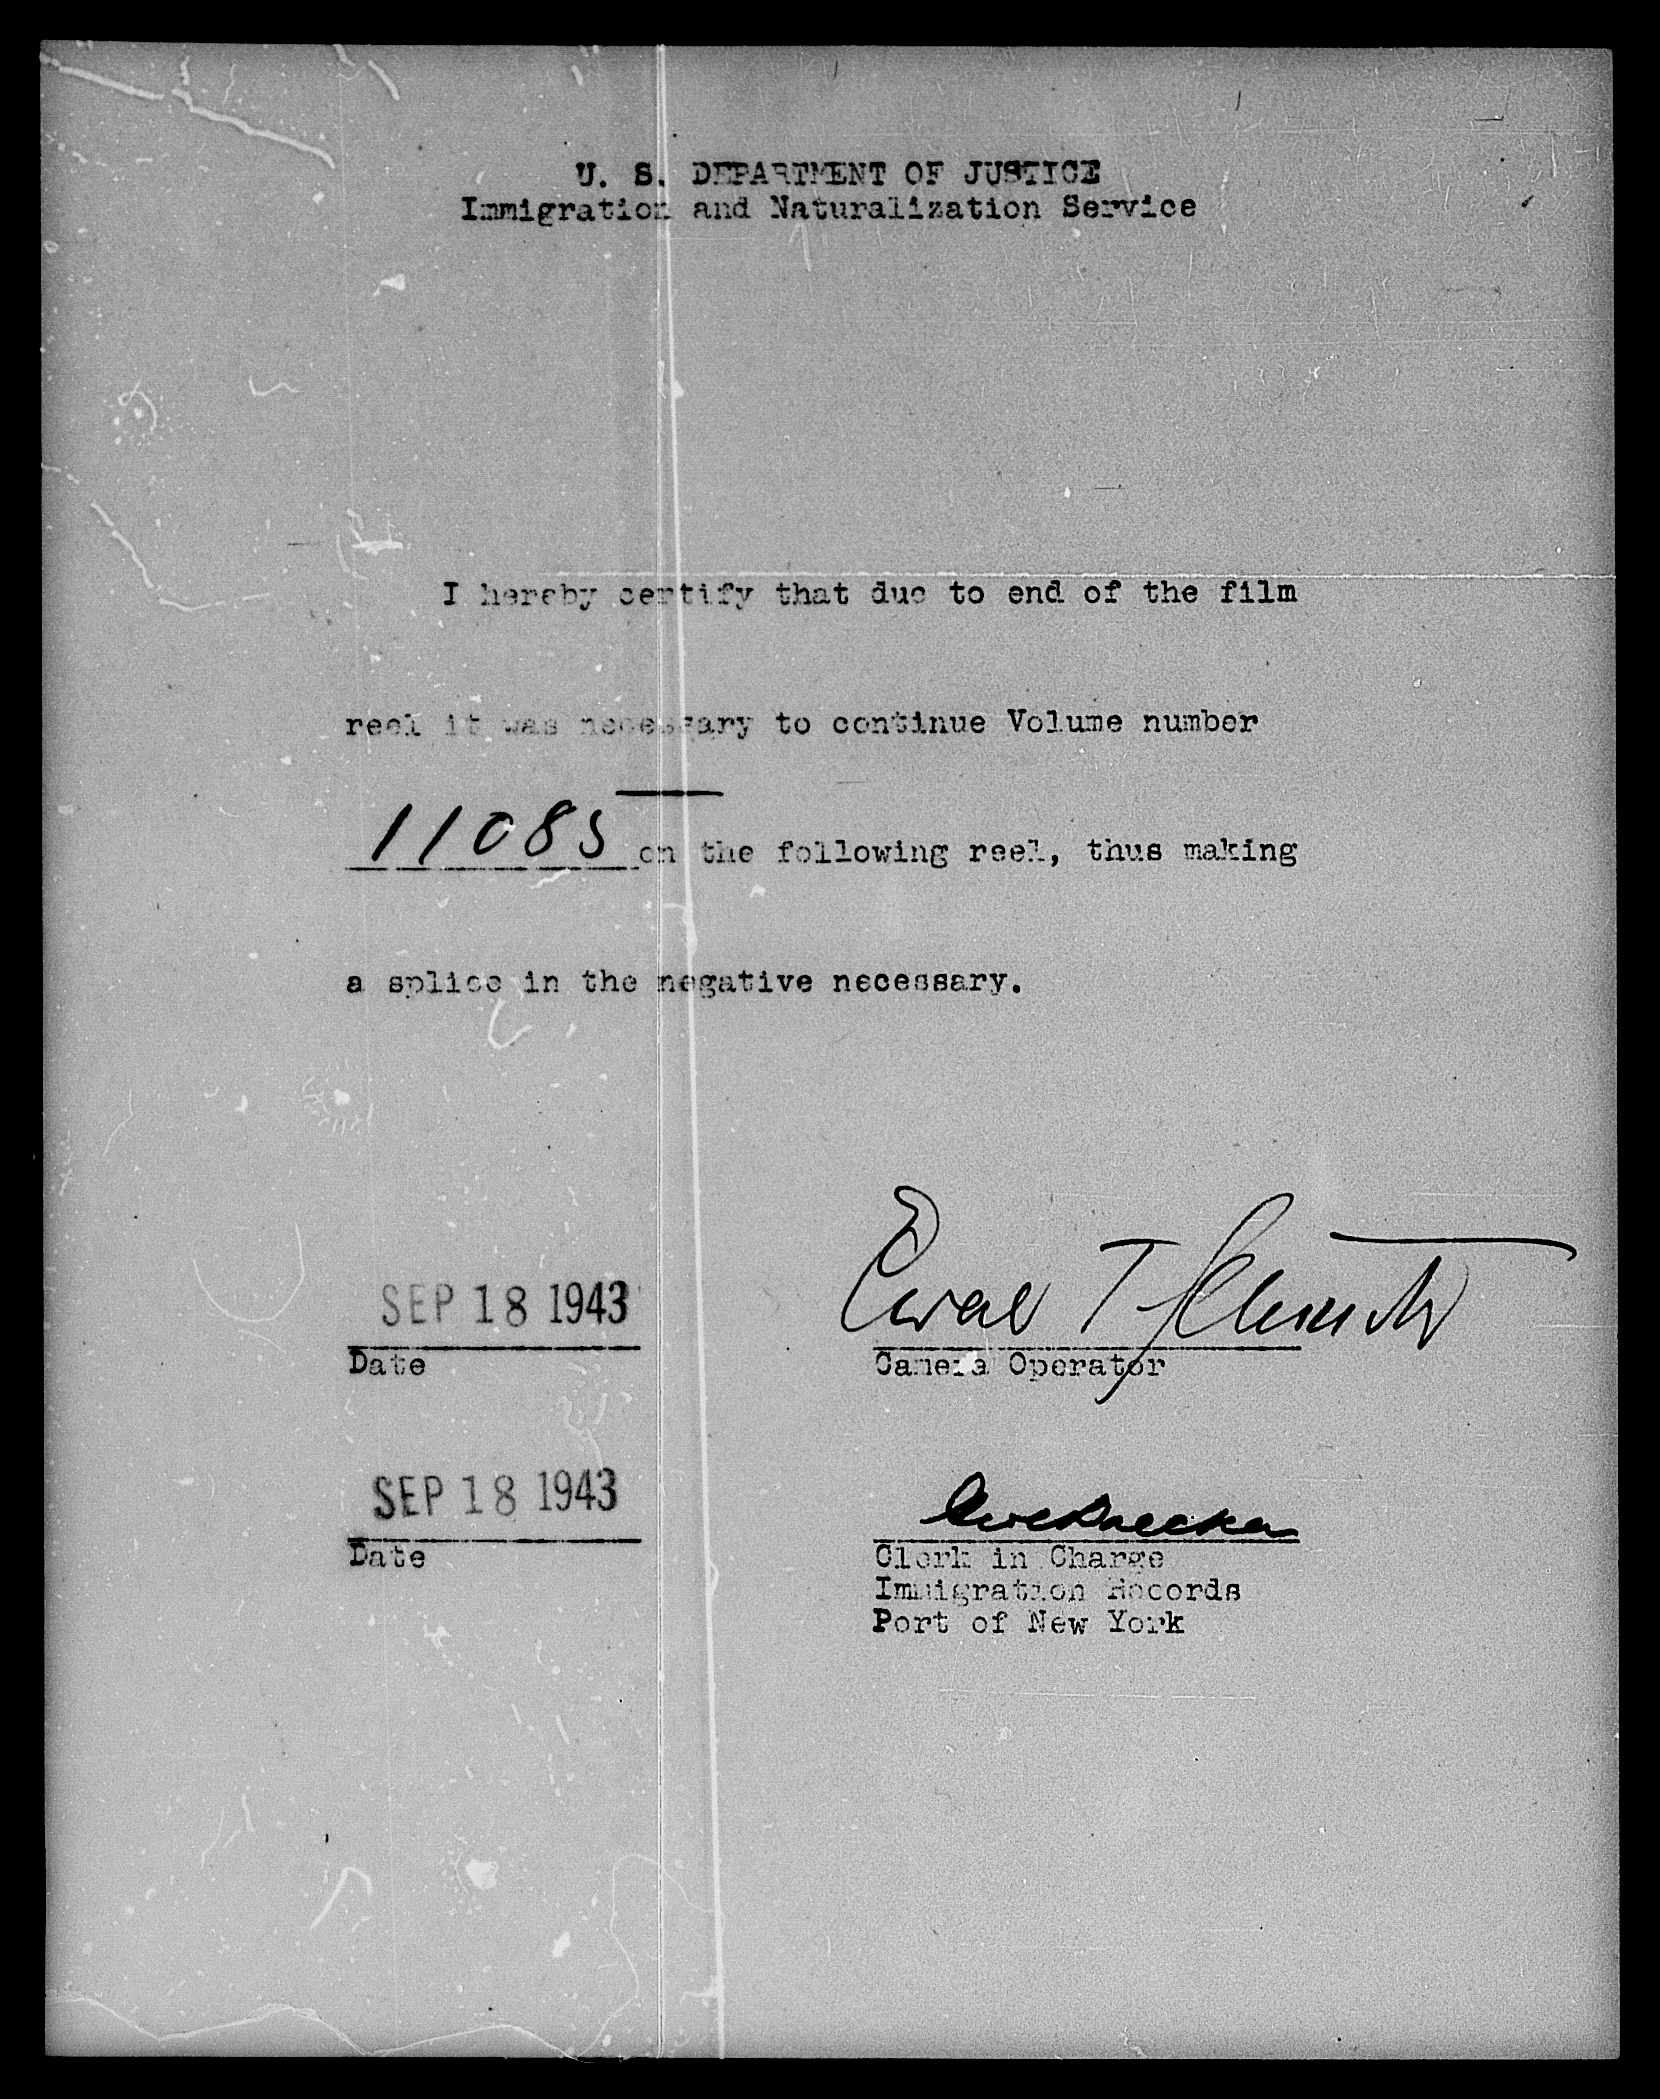 U. S. DEPARTMENT OF JUSTICE
Immigration and Naturalization Service
I hereby certify that due to end of the film
reel it was necessary to continue Volume number
11085 on the following reel, thus making
a splice in the negative necessary.
SEP 18 1943
Date
Camera Operator
SEP 18 1943
Date
Clerk in Charge
Immigration Records
Port of New York